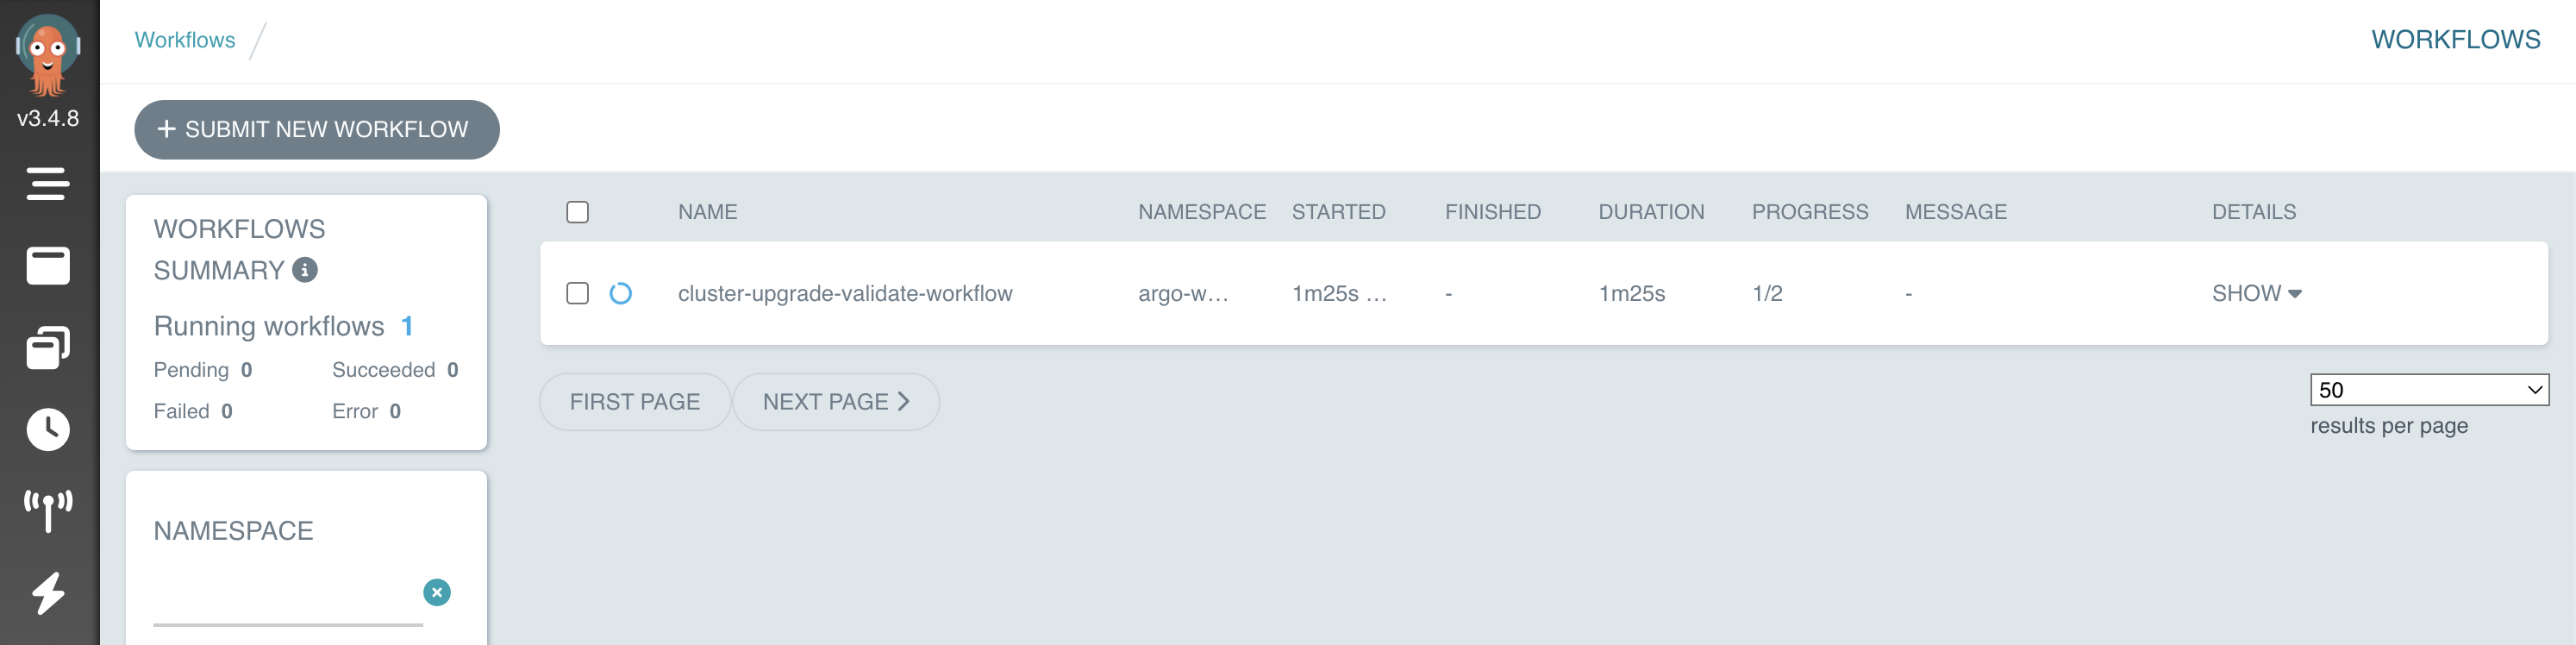 v3.4.8
Workflows
WORKFLOWS
+ SUBMIT NEW WORKFLOW
WORKFLOWS
SUMMARY
Running workflows 1
Pending 0 Succeeded 0
Failed 0 Error 0
NAMESPACE
NAME NAMESPACE STARTED FINISHED DURATION PROGRESS MESSAGE DETAILS
cluster-upgrade-validate-workflow argo-w... 1m25s ... - 1m25s 1/2 - SHOW
FIRST PAGE NEXT PAGE
50
results per page